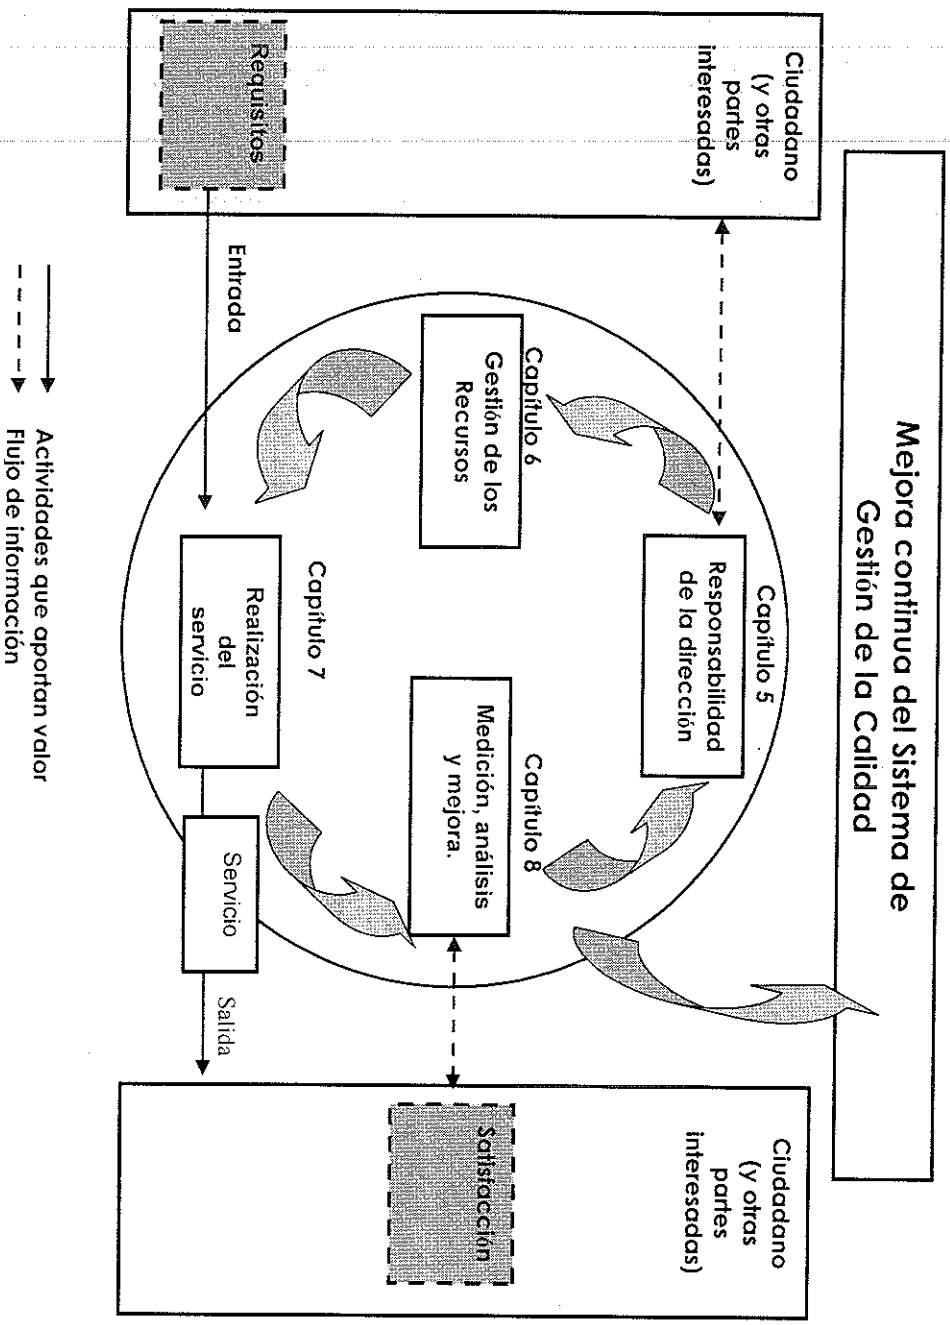 Mejora continua del Sistema de
Gestión de la Calidad
Ciudadano
(y otras
partes
interesadas)
Requisitos
Entrada
Capítulo 5
Responsabilidad
de la dirección
Capítulo 6
Gestión de los
Recursos
Capítulo 8
Medición, análisis
y mejora.
Capítulo 7
Realización
del
servicio
Servicio
Salida
Ciudadano
(y otras
partes
interesadas)
Satisfacción
Actividades que aportan valor
Flujo de información